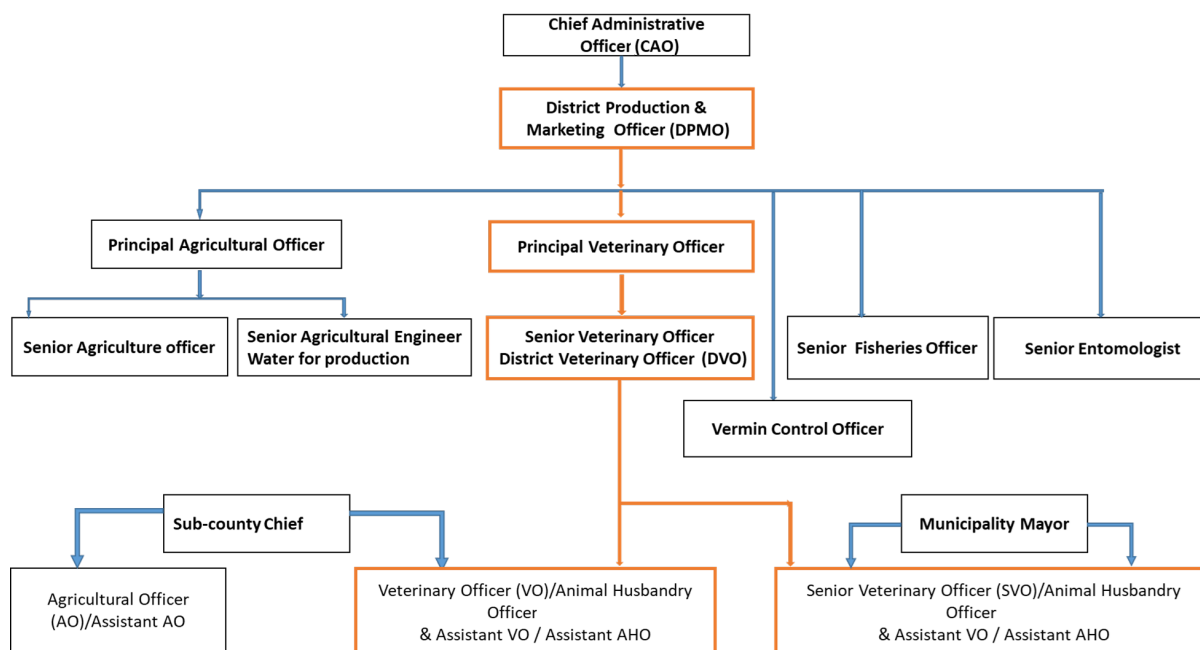 Chief Administrative
Officer (CAO)
District Production &
Marketing Officer (DPMO)
Principal Agricultural Officer
Principal Veterinary Officer
Senior Agriculture officer
Senior Agricultural Engineer
Water for production
Senior Veterinary Officer
District Veterinary Officer (DVO)
Senior Fisheries Officer
Senior Entomologist
Vermin Control Officer
Sub-county Chief
Municipality Mayor
Agricultural Officer
(AO)/Assistant AO
Veterinary Officer (VO)/Animal Husbandry
Officer
& Assistant VO / Assistant AHO
Senior Veterinary Officer (SVO)/Animal Husbandry
Officer
& Assistant VO / Assistant AHO